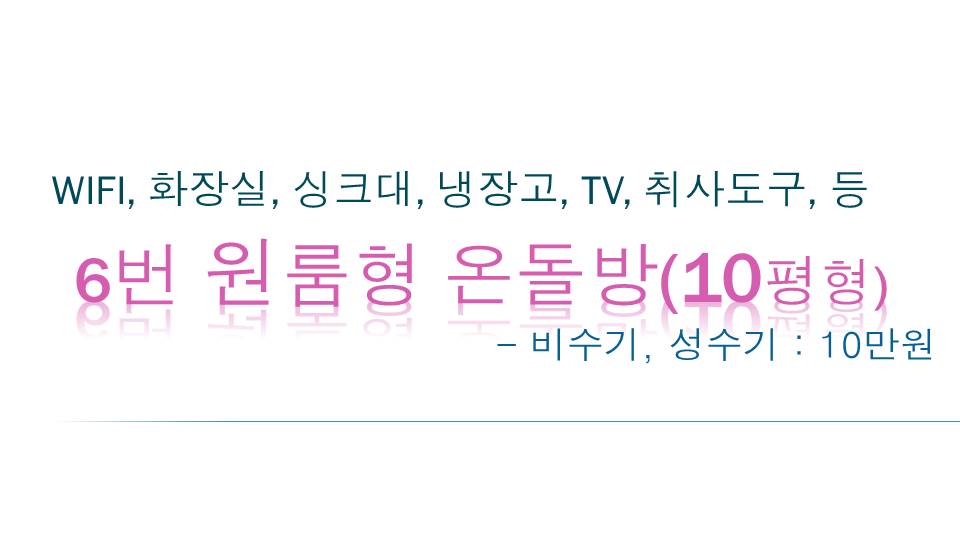 WIFI, 화장실, 싱크대, 냉장고, TV, 취사도구, 등
6번 원룸형 온돌방(10평형)
- 비수기, 성수기 : 10만원